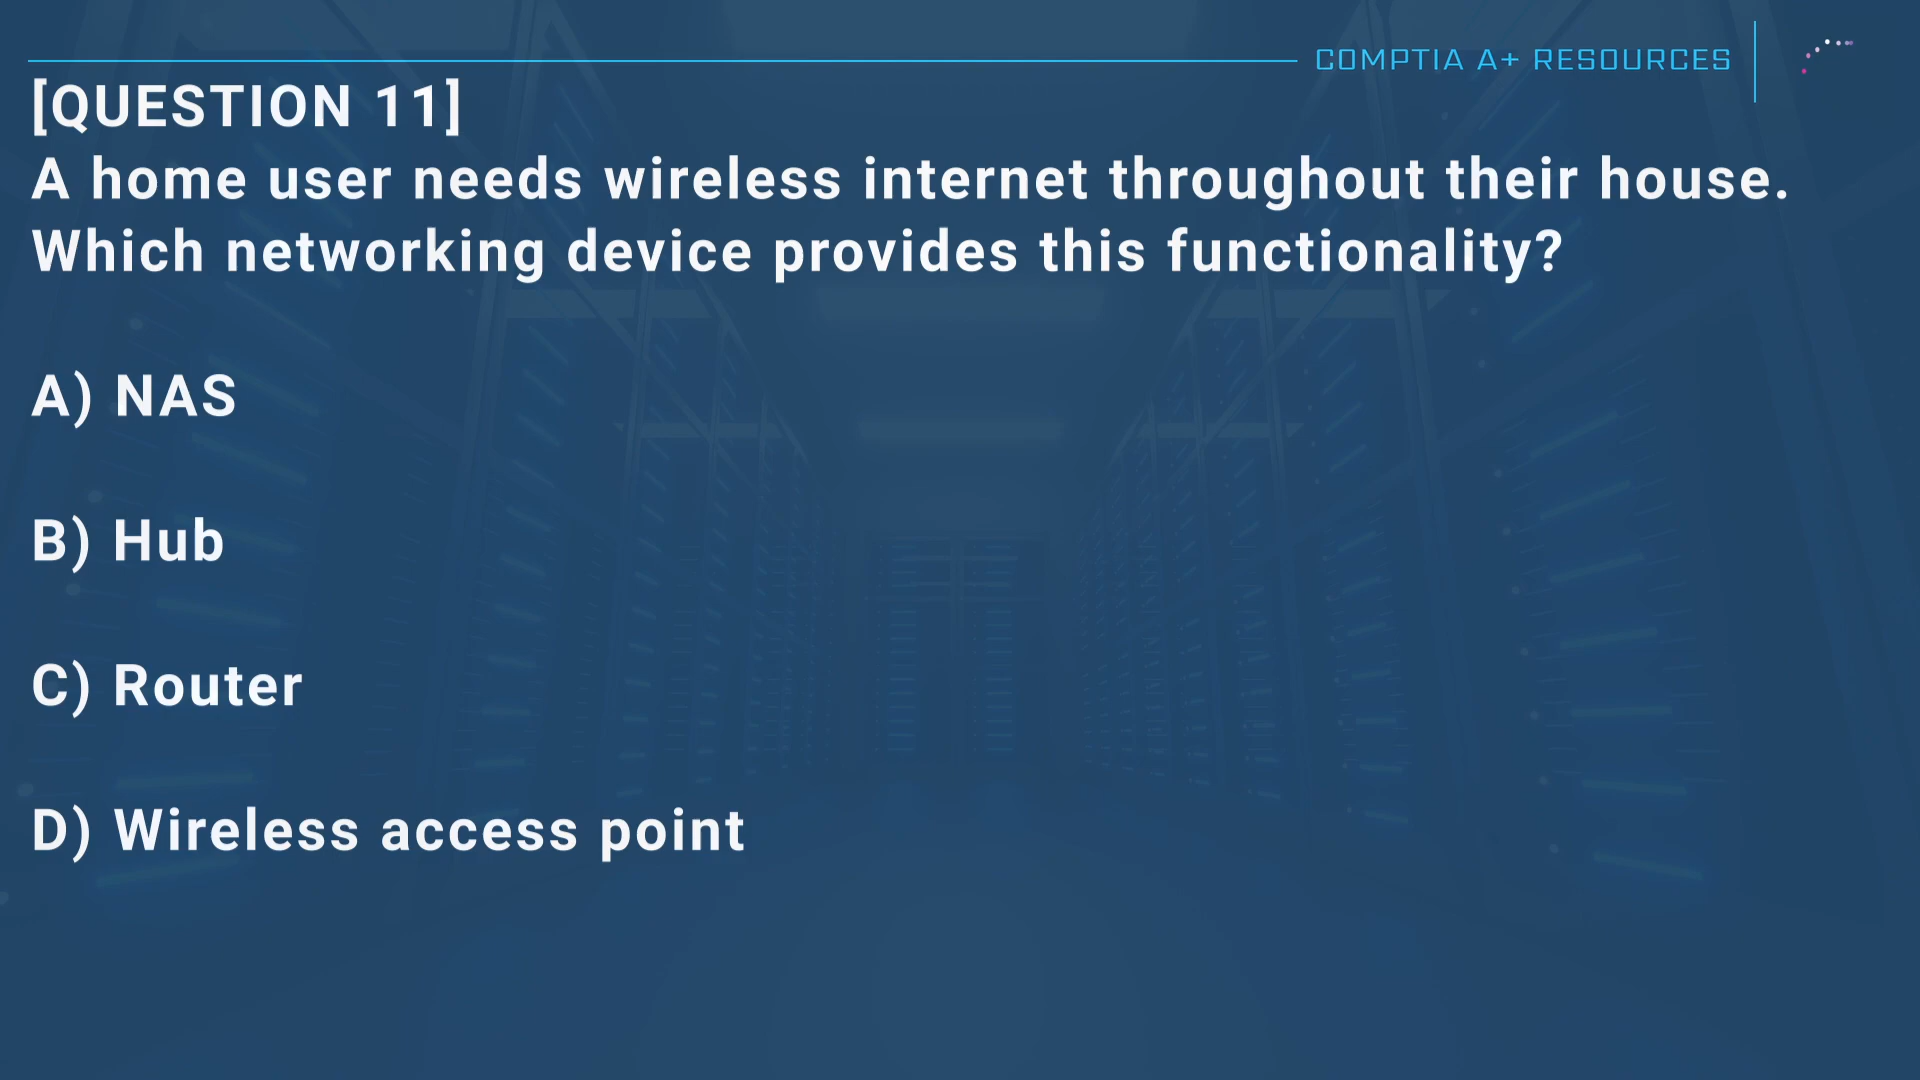 COMPTIA A+ RESOURCES
[QUESTION 11]
A home user needs wireless internet throughout their house.
Which networking device provides this functionality?
A) NAS
B) Hub
C) Router
D) Wireless access point